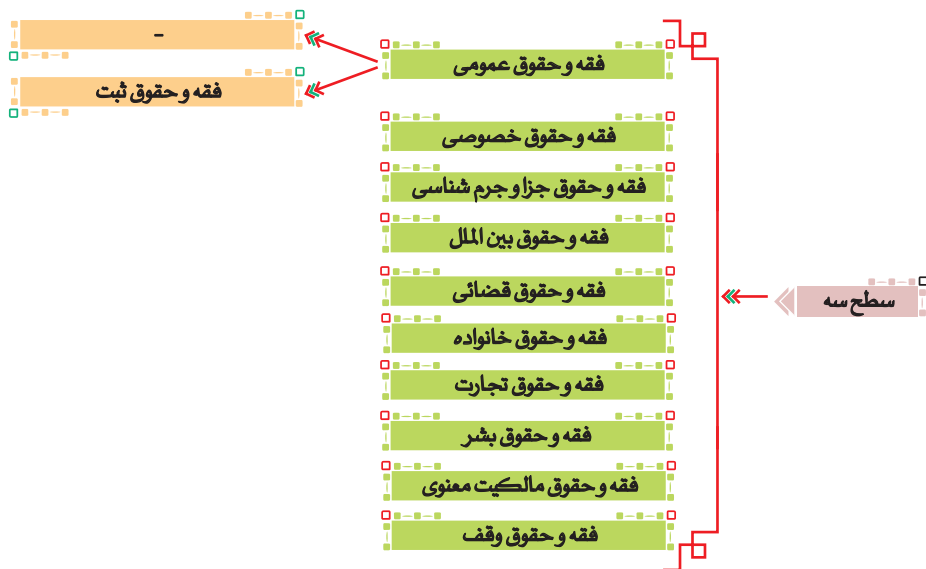 سطح سه
فقه و حقوق عمومی
-
فقه و حقوق ثبت
فقه و حقوق خصوصی
فقه و حقوق جزا و جرم شناسی
فقه و حقوق بین الملل
فقه و حقوق قضائی
فقه و حقوق خانواده
فقه و حقوق تجارت
فقه و حقوق بشر
فقه و حقوق مالکیت معنوی
فقه و حقوق وقف